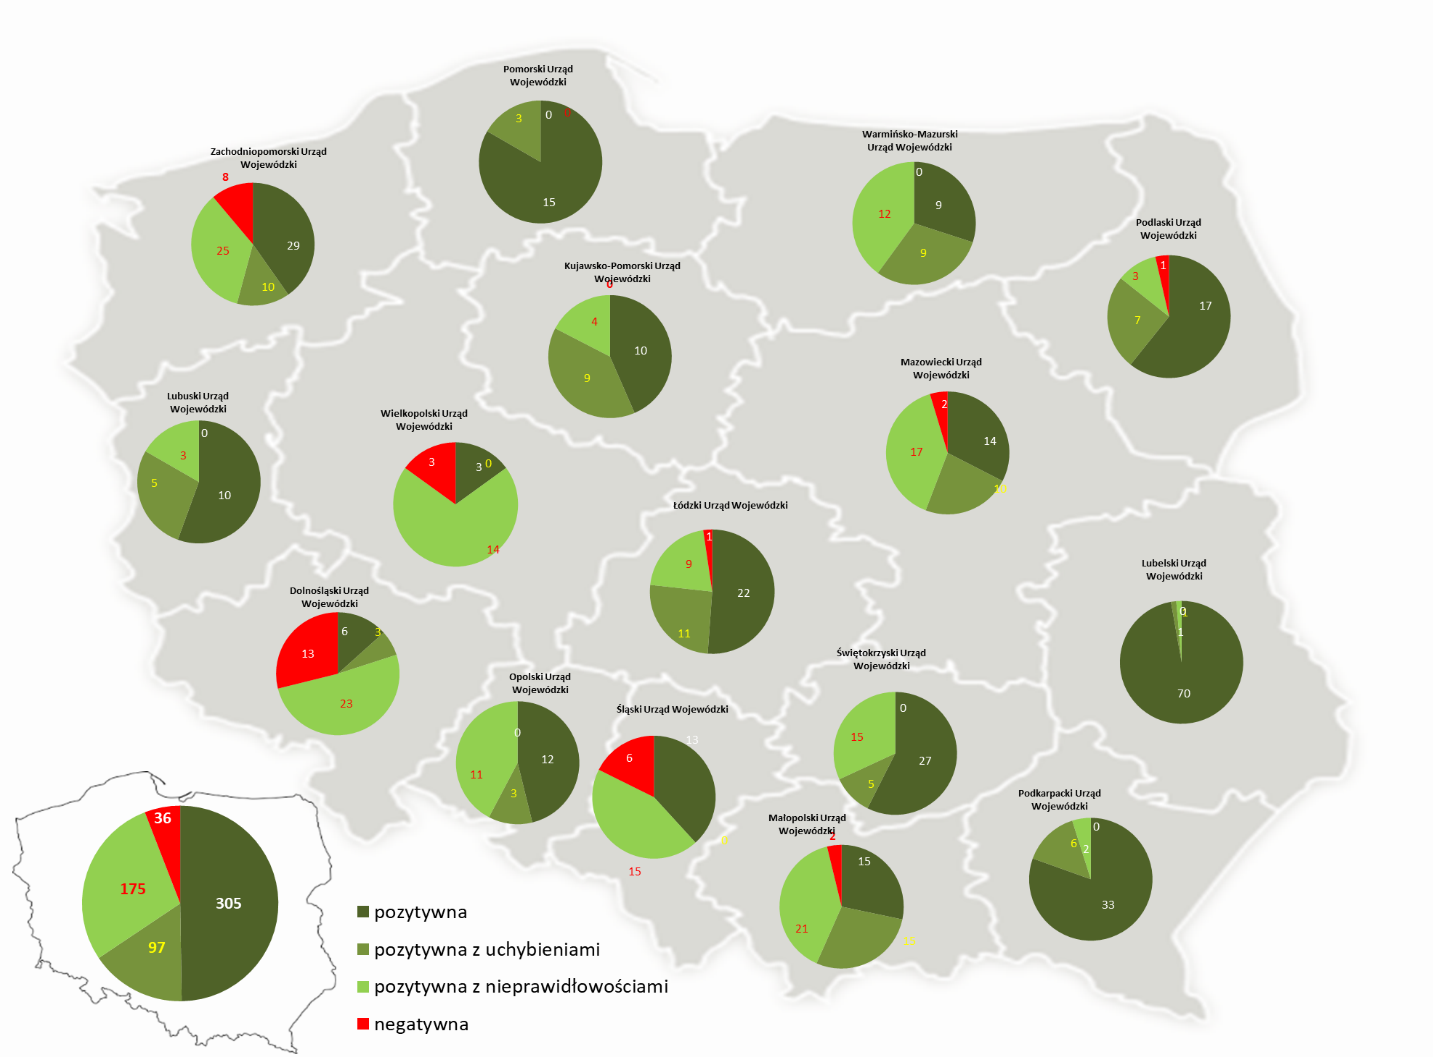 Pomorski Urząd
Wojewódzki
3
0
0
15
Warmińsko-Mazurski
Urząd Wojewódzki
0
9
12
9
Zachodniopomorski Urząd
Wojewódzki
8
29
25
10
Podlaski Urząd
Wojewódzki
1
3
17
7
Kujawsko-Pomorski Urząd
Wojewódzki
0
4
10
9
Mazowiecki Urząd
Wojewódzki
2
14
17
Lubuski Urząd
Wojewódzki
0
3
5
10
Wielkopolski Urząd
Wojewódzki
3
3
0
14
Łódzki Urząd Wojewódzki
1
9
22
11
Lubelski Urząd
Wojewódzki
0
1
70
Dolnośląski Urząd
Wojewódzki
6
3
13
23
Świętokrzyski Urząd
Wojewódzki
0
15
27
5
Opolski Urząd
Wojewódzki
0
12
11
3
Śląski Urząd Wojewódzki
13
6
0
15
Małopolski Urząd
Wojewódzki
2
15
21
Podkarpacki Urząd
Wojewódzki
0
6
2
33
36
175
305
97
pozytywna
pozytywna z uchybieniami
pozytywna z nieprawidłowościami
negatywna